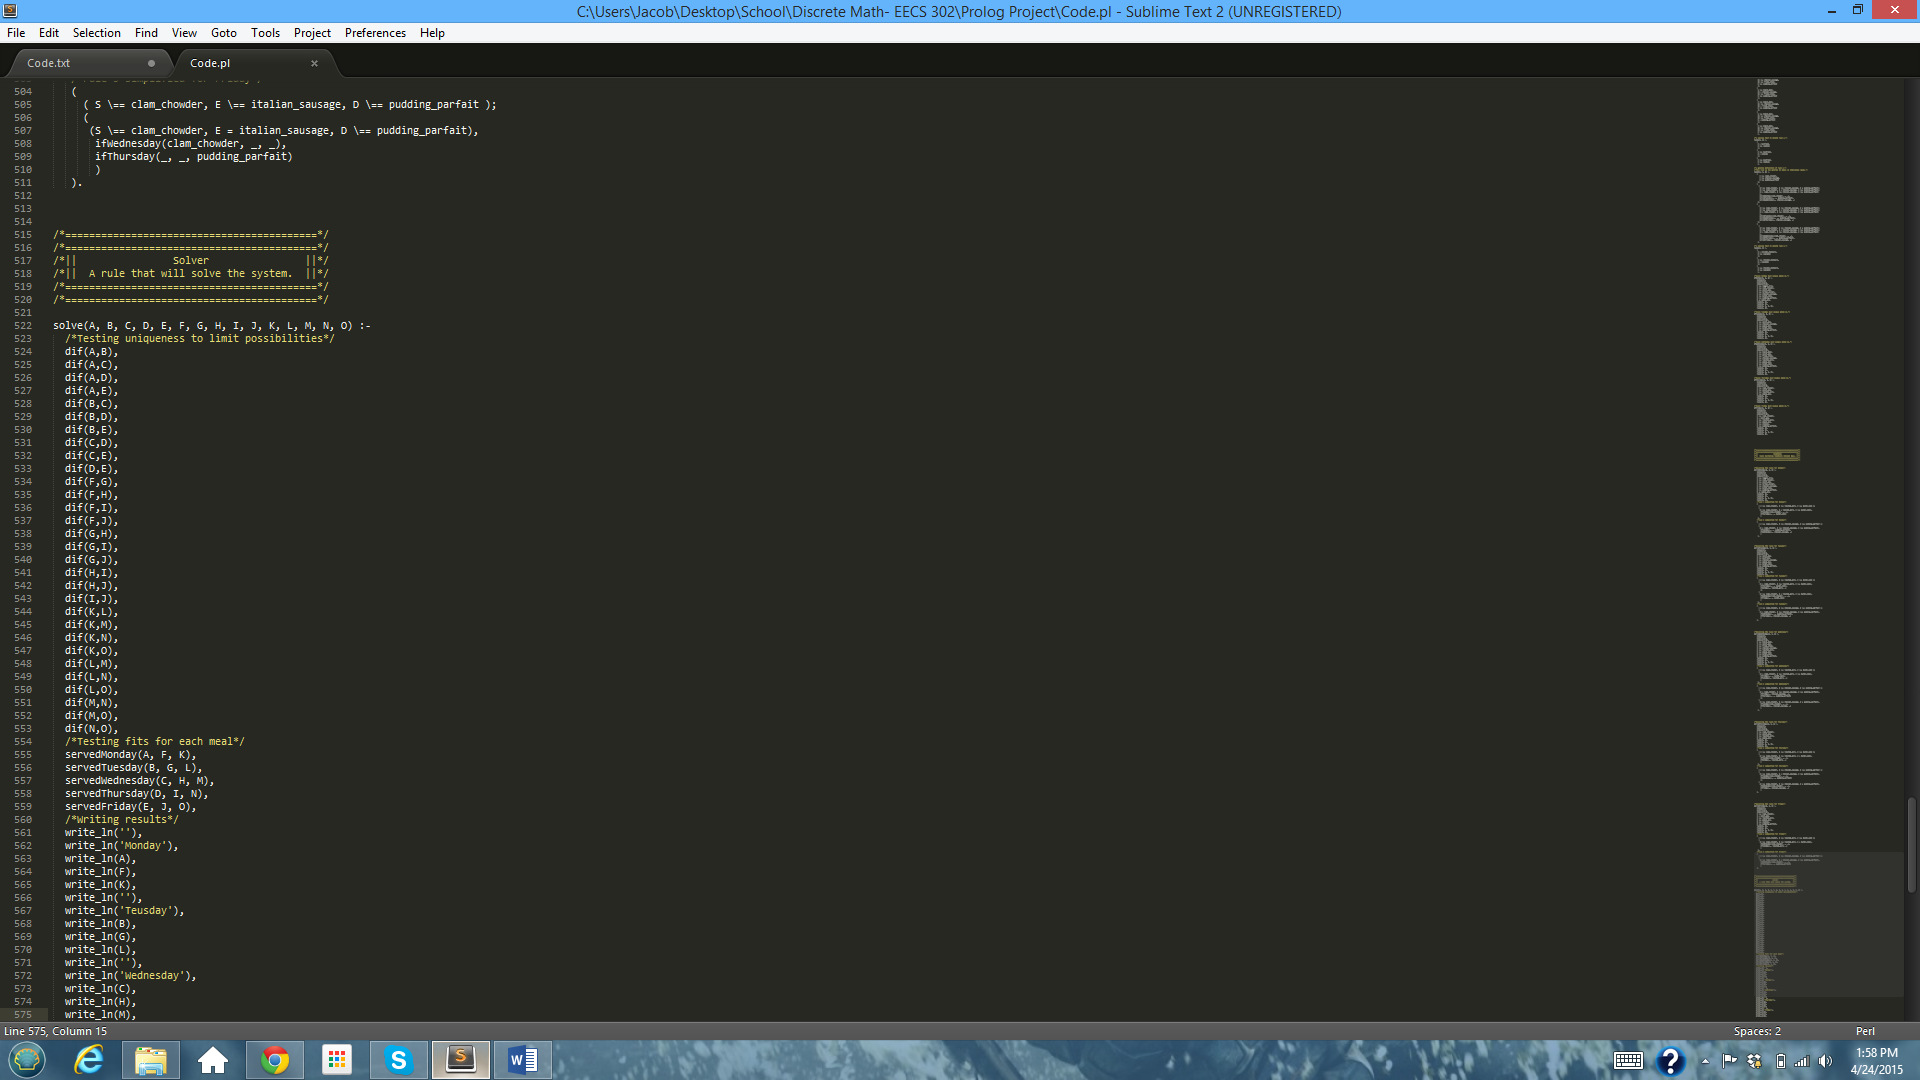 C:\Users\Jacob\Desktop\School\Discrete Math- EECS 302\Prolog Project\Code.pl - Sublime Text 2 (UNREGISTERED)
File Edit Selection Find View Goto Tools Project Preferences Help
Code.txt Code.pl
504 (
505 ( S \== clam_chowder, E \== italian_sausage, D \== pudding_parfait );
506 (
507 (S \== clam_chowder, E = italian_sausage, D \== pudding_parfait),
508 ifWednesday(clam_chowder, _, _),
509 ifThursday(_, _, pudding_parfait)
510 )
511 ).
512
513
514
515 /*==========================================*/
516 /*==========================================*/
517 /*|| Solver ||*/
518 /*|| A rule that will solve the system. ||*/
519 /*==========================================*/
520 /*==========================================*/
521
522 solve(A, B, C, D, E, F, G, H, I, J, K, L, M, N, O) :-
523 /*Testing uniqueness to limit possibilities*/
524 dif(A,B),
525 dif(A,C),
526 dif(A,D),
527 dif(A,E),
528 dif(B,C),
529 dif(B,D),
530 dif(B,E),
531 dif(C,D),
532 dif(C,E),
533 dif(D,E),
534 dif(F,G),
535 dif(F,H),
536 dif(F,I),
537 dif(F,J),
538 dif(G,H),
539 dif(G,I),
540 dif(G,J),
541 dif(H,I),
542 dif(H,J),
543 dif(I,J),
544 dif(K,L),
545 dif(K,M),
546 dif(K,N),
547 dif(K,O),
548 dif(L,M),
549 dif(L,N),
550 dif(L,O),
551 dif(M,N),
552 dif(M,O),
553 dif(N,O),
554 /*Testing fits for each meal*/
555 servedMonday(A, F, K),
556 servedTuesday(B, G, L),
557 servedWednesday(C, H, M),
558 servedThursday(D, I, N),
559 servedFriday(E, J, O),
560 /*Writing results*/
561 write_ln(''),
562 write_ln('Monday'),
563 write_ln(A),
564 write_ln(F),
565 write_ln(K),
566 write_ln(''),
567 write_ln('Teusday'),
568 write_ln(B),
569 write_ln(G),
570 write_ln(L),
571 write_ln(''),
572 write_ln('Wednesday'),
573 write_ln(C),
574 write_ln(H),
575 write_ln(M),
Line 575, Column 15 Spaces: 2 Perl
1:58 PM
4/24/2015